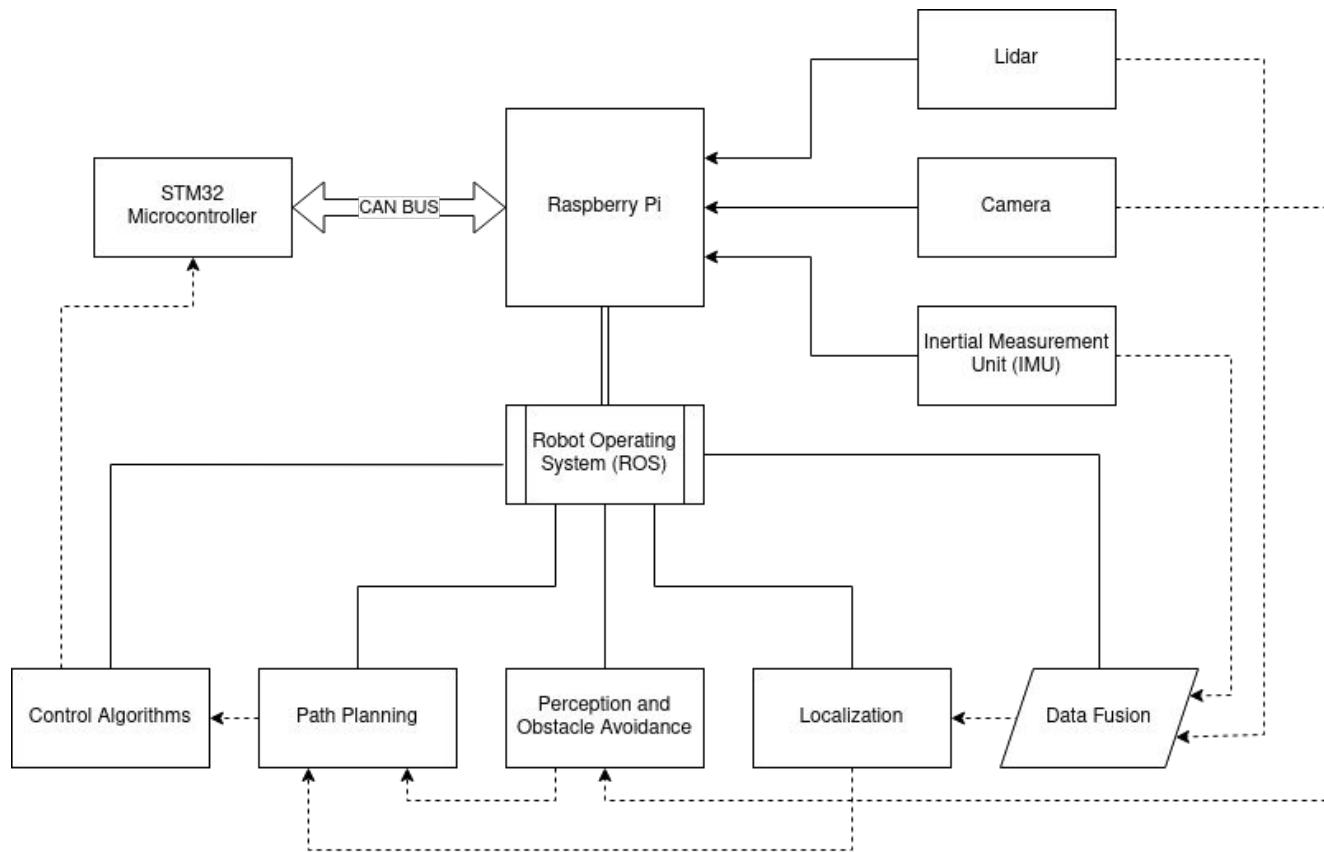 Lidar
STM32
Microcontroller
CAN BUS
Raspberry Pi
Camera
Inertial Measurement
Unit (IMU)
Robot Operating
System (ROS)
Control Algorithms
Path Planning
Perception and
Obstacle Avoidance
Localization
Data Fusion